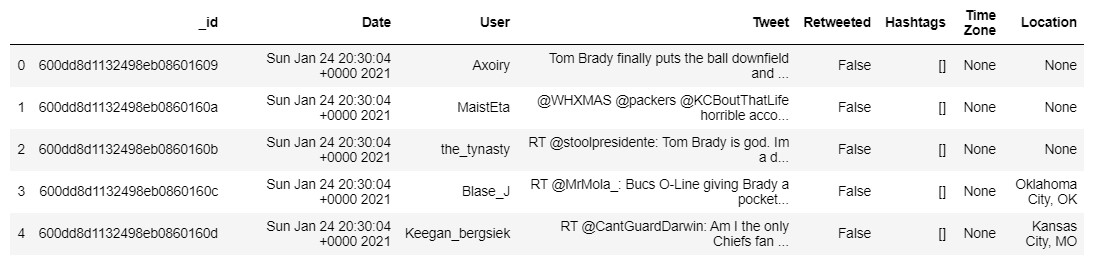 _id Date User Tweet Retweeted Hashtags Time Zone Location
0 600dd8d1132498eb08601609 Sun Jan 24 20:30:04 +0000 2021 Axoiry Tom Brady finally puts the ball downfield and ... False [] None None
1 600dd8d1132498eb0860160a Sun Jan 24 20:30:04 +0000 2021 MaistEta @WHXMAS @packers @KCBoutThatLife horrible acco... False [] None None
2 600dd8d1132498eb0860160b Sun Jan 24 20:30:04 +0000 2021 the_tynasty RT @stoolpresidente: Tom Brady is god. Im a d... False [] None None
3 600dd8d1132498eb0860160c Sun Jan 24 20:30:04 +0000 2021 Blase_J RT @MrMola_: Bucs O-Line giving Brady a pocket... False [] None Oklahoma City, OK
4 600dd8d1132498eb0860160d Sun Jan 24 20:30:04 +0000 2021 Keegan_bergsiek RT @CantGuardDarwin: Am I the only Chiefs fan ... False [] None Kansas City, MO